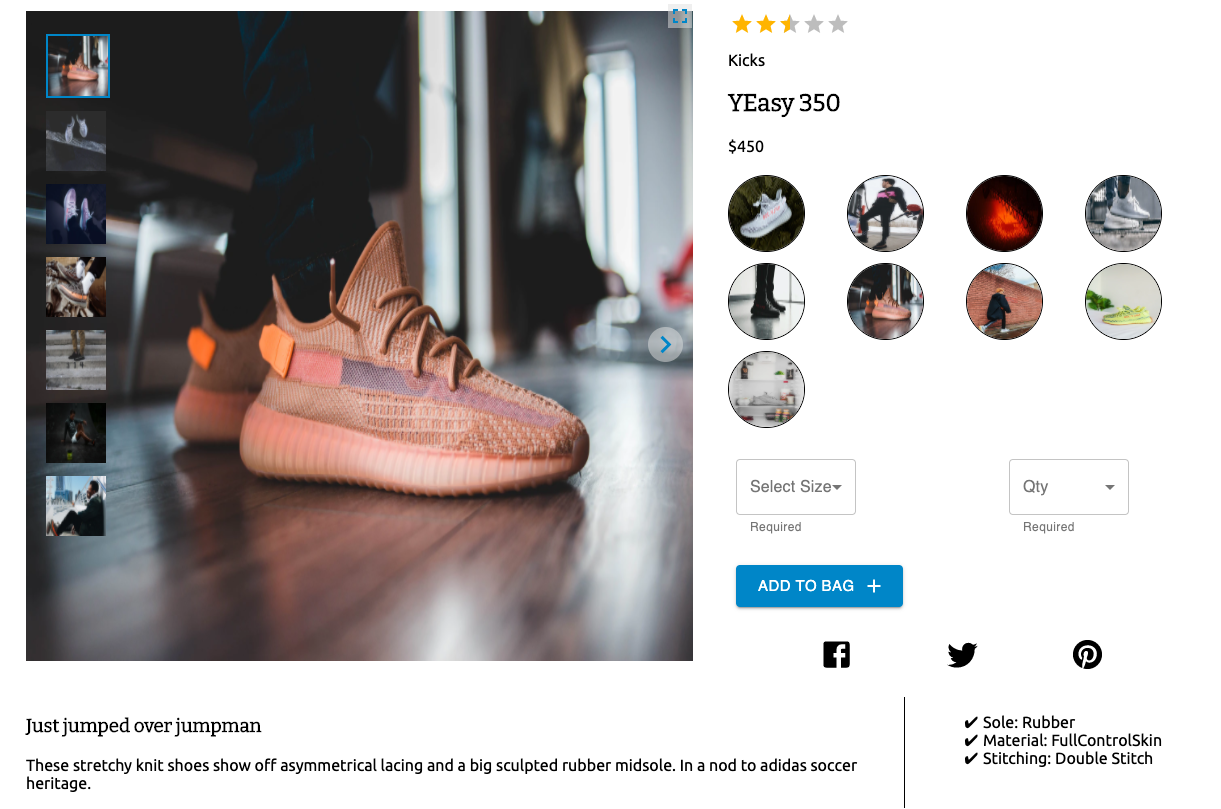 Kicks
YEasy 350
$450
Select Size
Qty
Required
Required
ADD TO BAG
Just jumped over jumpman
These stretchy knit shoes show off asymmetrical lacing and a big sculpted rubber midsole. In a nod to adidas soccer
heritage.
✔ Sole: Rubber
✔ Material: FullControlSkin
✔ Stitching: Double Stitch